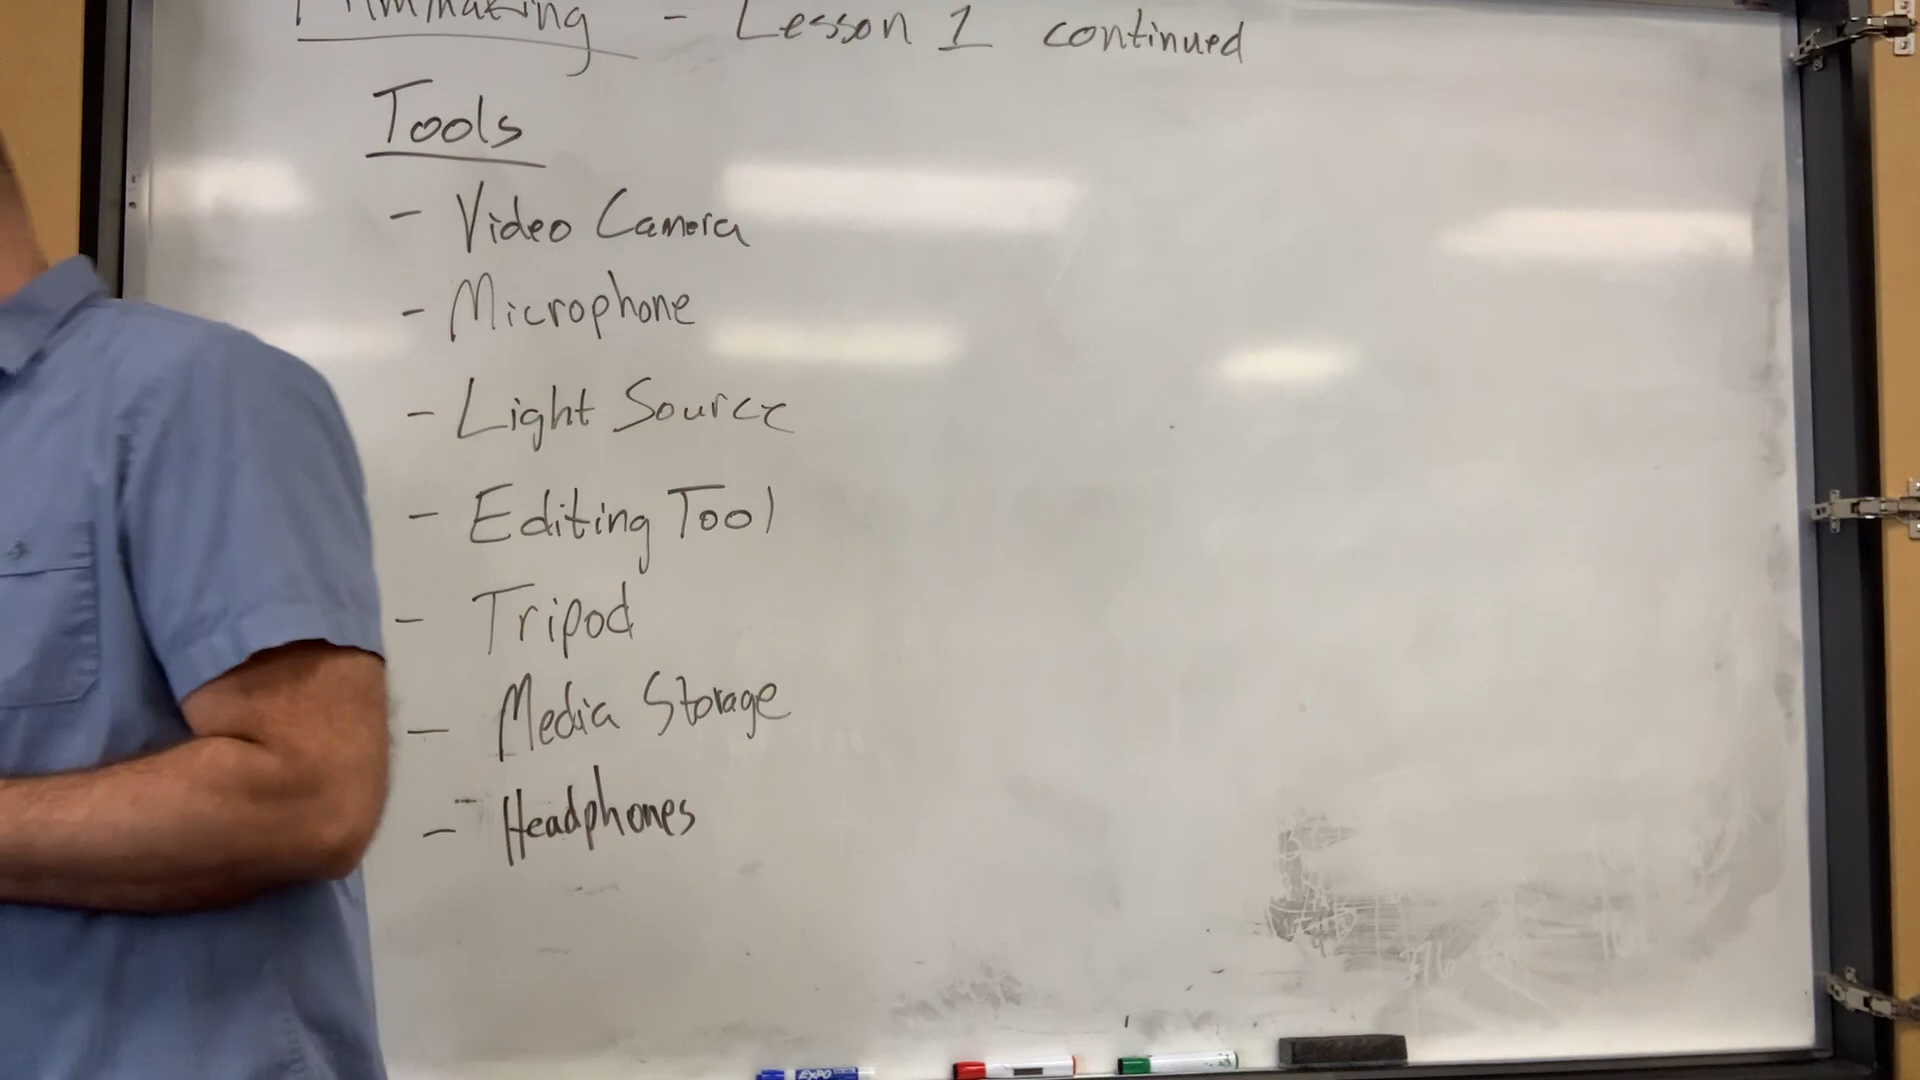 Filmmaking - Lesson 1 continued
Tools
- Video Camera
- Microphone
- Light Source
- Editing Tool
- Tripod
- Media Storage
- Headphones
EXPO